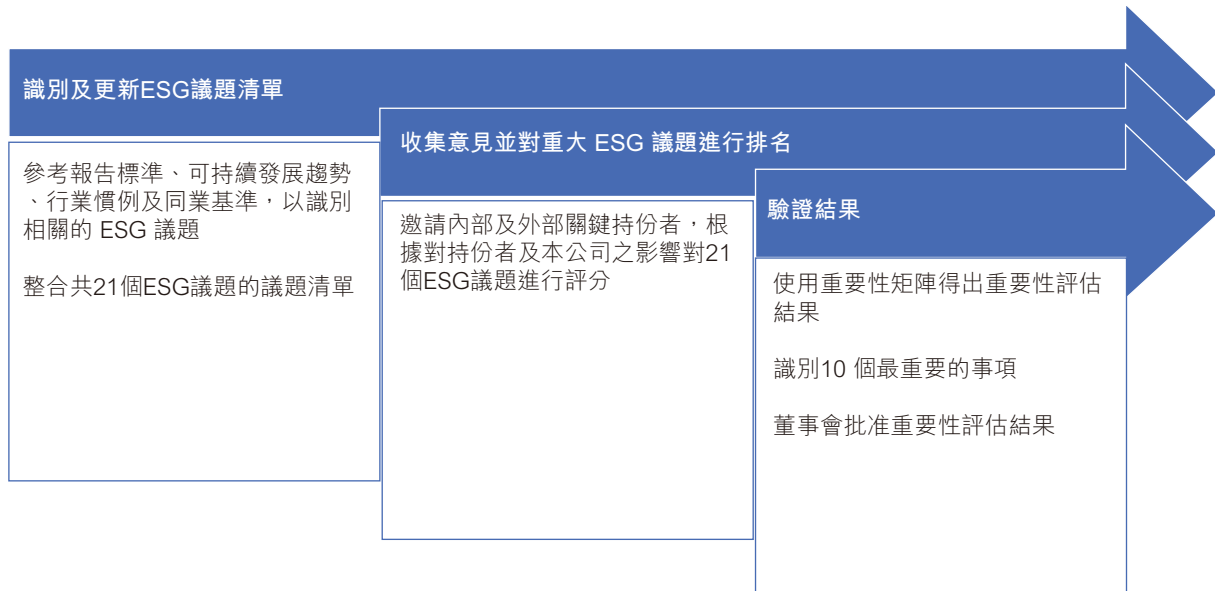 識別及更新ESG議題清單
參考報告標準、可持續發展趨勢
、行業慣例及同業基準，以識別
相關的 ESG 議題
整合共21個ESG議題的議題清單
收集意見並對重大 ESG 議題進行排名
邀請內部及外部關鍵持份者，根
據對持份者及本公司之影響對21
個ESG議題進行評分
驗證結果
使用重要性矩陣得出重要性評估
結果
識別10 個最重要的事項
董事會批准重要性評估結果